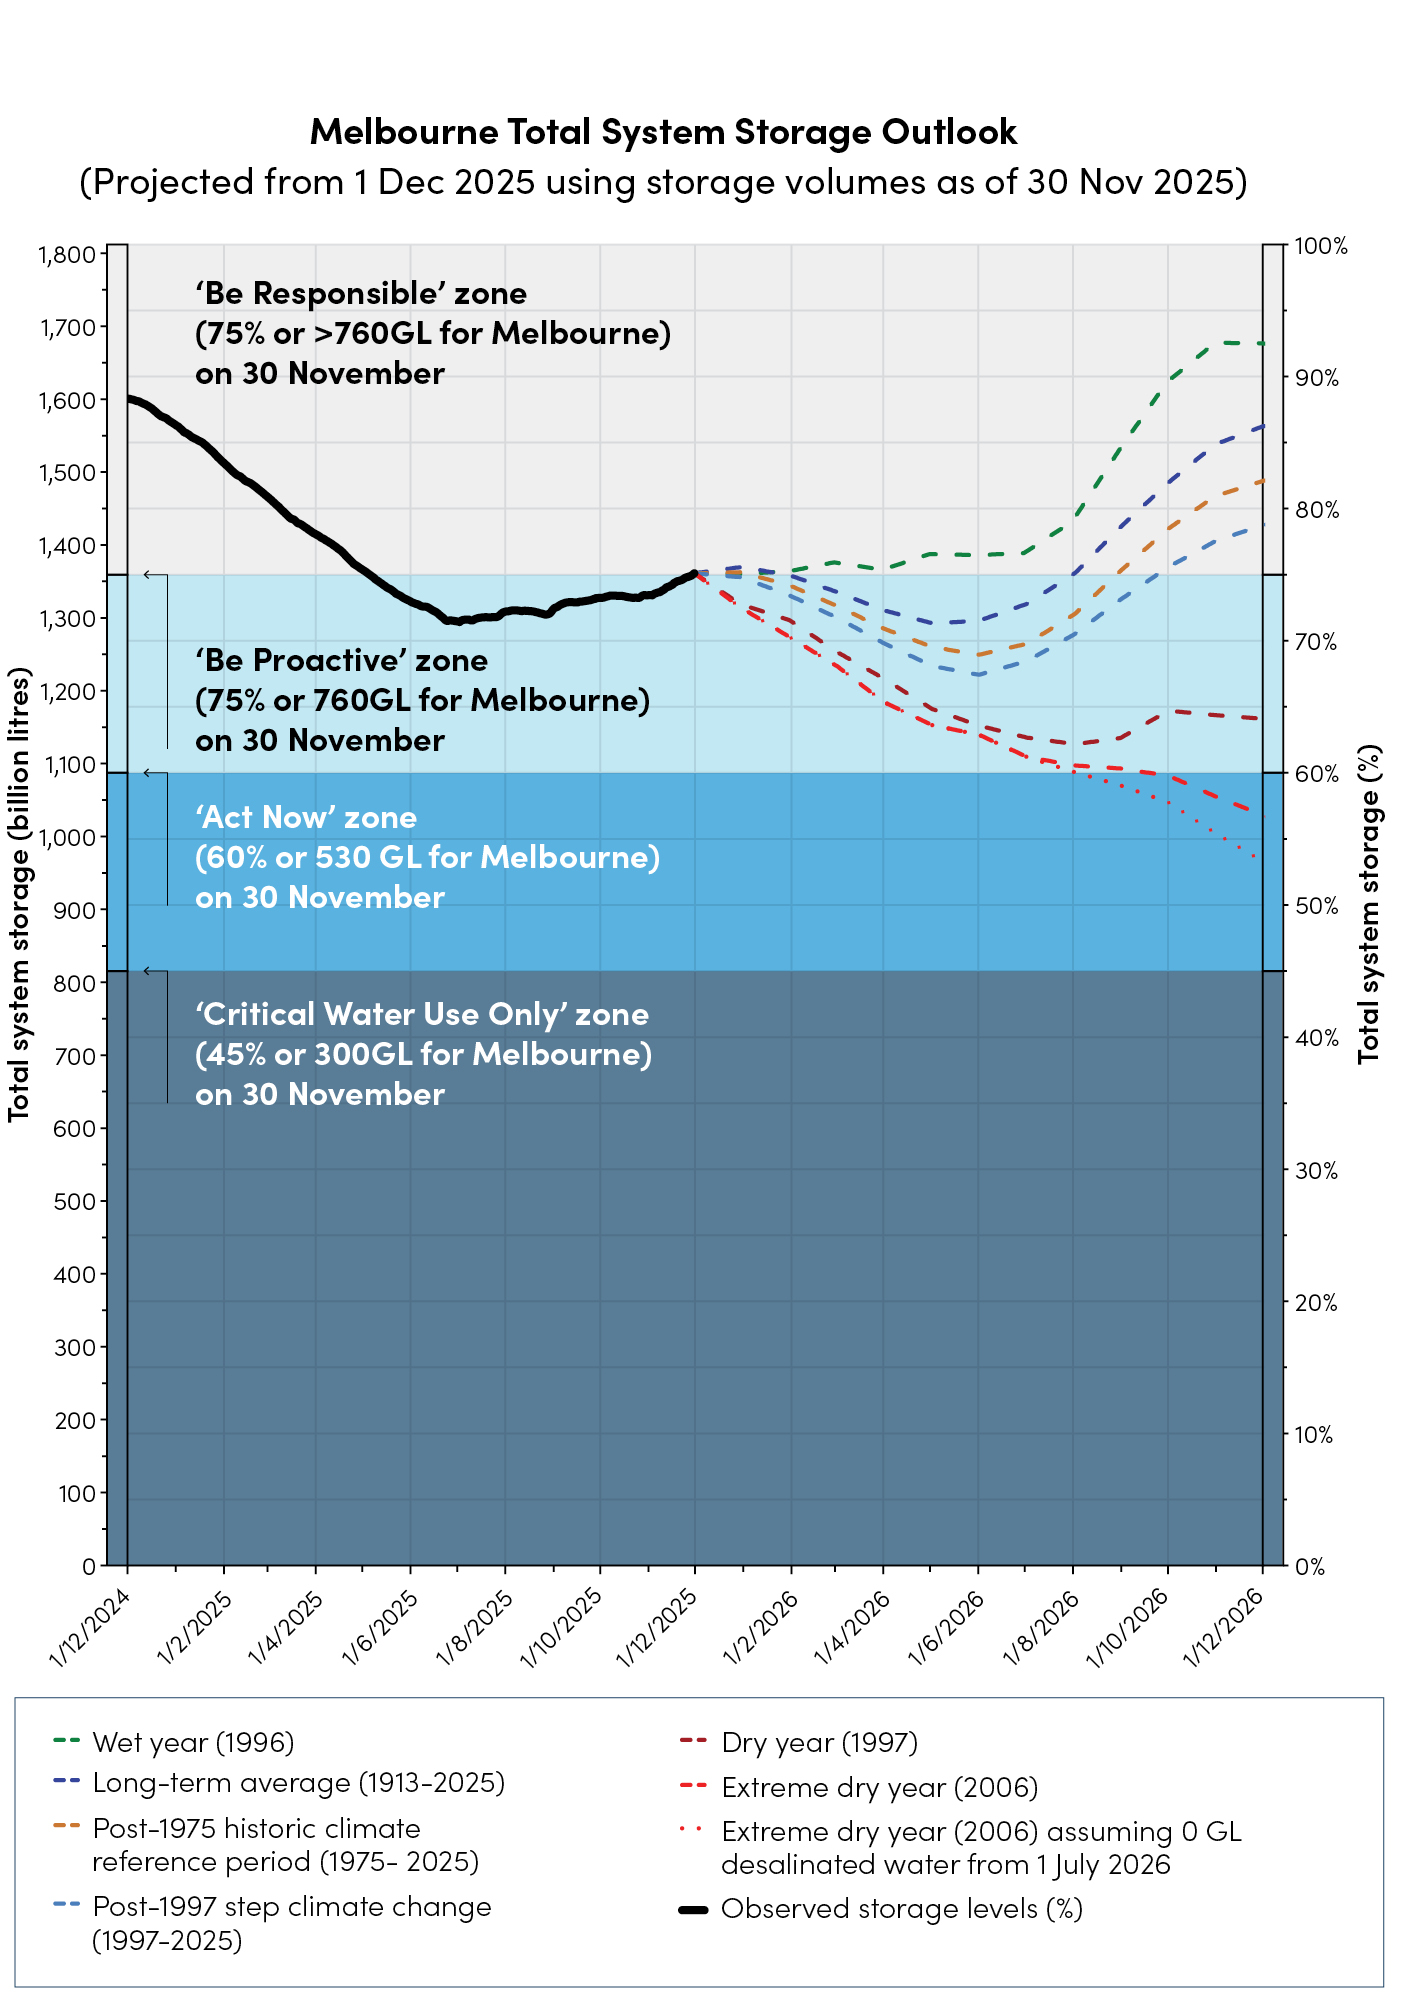 Melbourne Total System Storage Outlook
(Projected from 1 Dec 2025 using storage volumes as of 30 Nov 2025)
Total system storage (billion litres)
1,800
1,700
1,600
1,500
1,400
1,300
1,200
1,100
1,000
900
800
700
600
500
400
300
200
100
0
‘Be Responsible’ zone
(75% or >760GL for Melbourne)
on 30 November
‘Be Proactive’ zone
(75% or 760GL for Melbourne)
on 30 November
‘Act Now’ zone
(60% or 530 GL for Melbourne)
on 30 November
‘Critical Water Use Only’ zone
(45% or 300GL for Melbourne)
on 30 November
100%
90%
80%
70%
60%
50%
40%
30%
20%
10%
0%
Total system storage (%)
1/12/2024
1/2/2025
1/4/2025
1/6/2025
1/8/2025
1/10/2025
1/12/2025
1/2/2026
1/4/2026
1/6/2026
1/8/2026
1/10/2026
1/12/2026
Wet year (1996)
Long-term average (1913-2025)
Post-1975 historic climate
reference period (1975- 2025)
Post-1997 step climate change
(1997-2025)
Dry year (1997)
Extreme dry year (2006)
Extreme dry year (2006) assuming 0 GL
desalinated water from 1 July 2026
Observed storage levels (%)